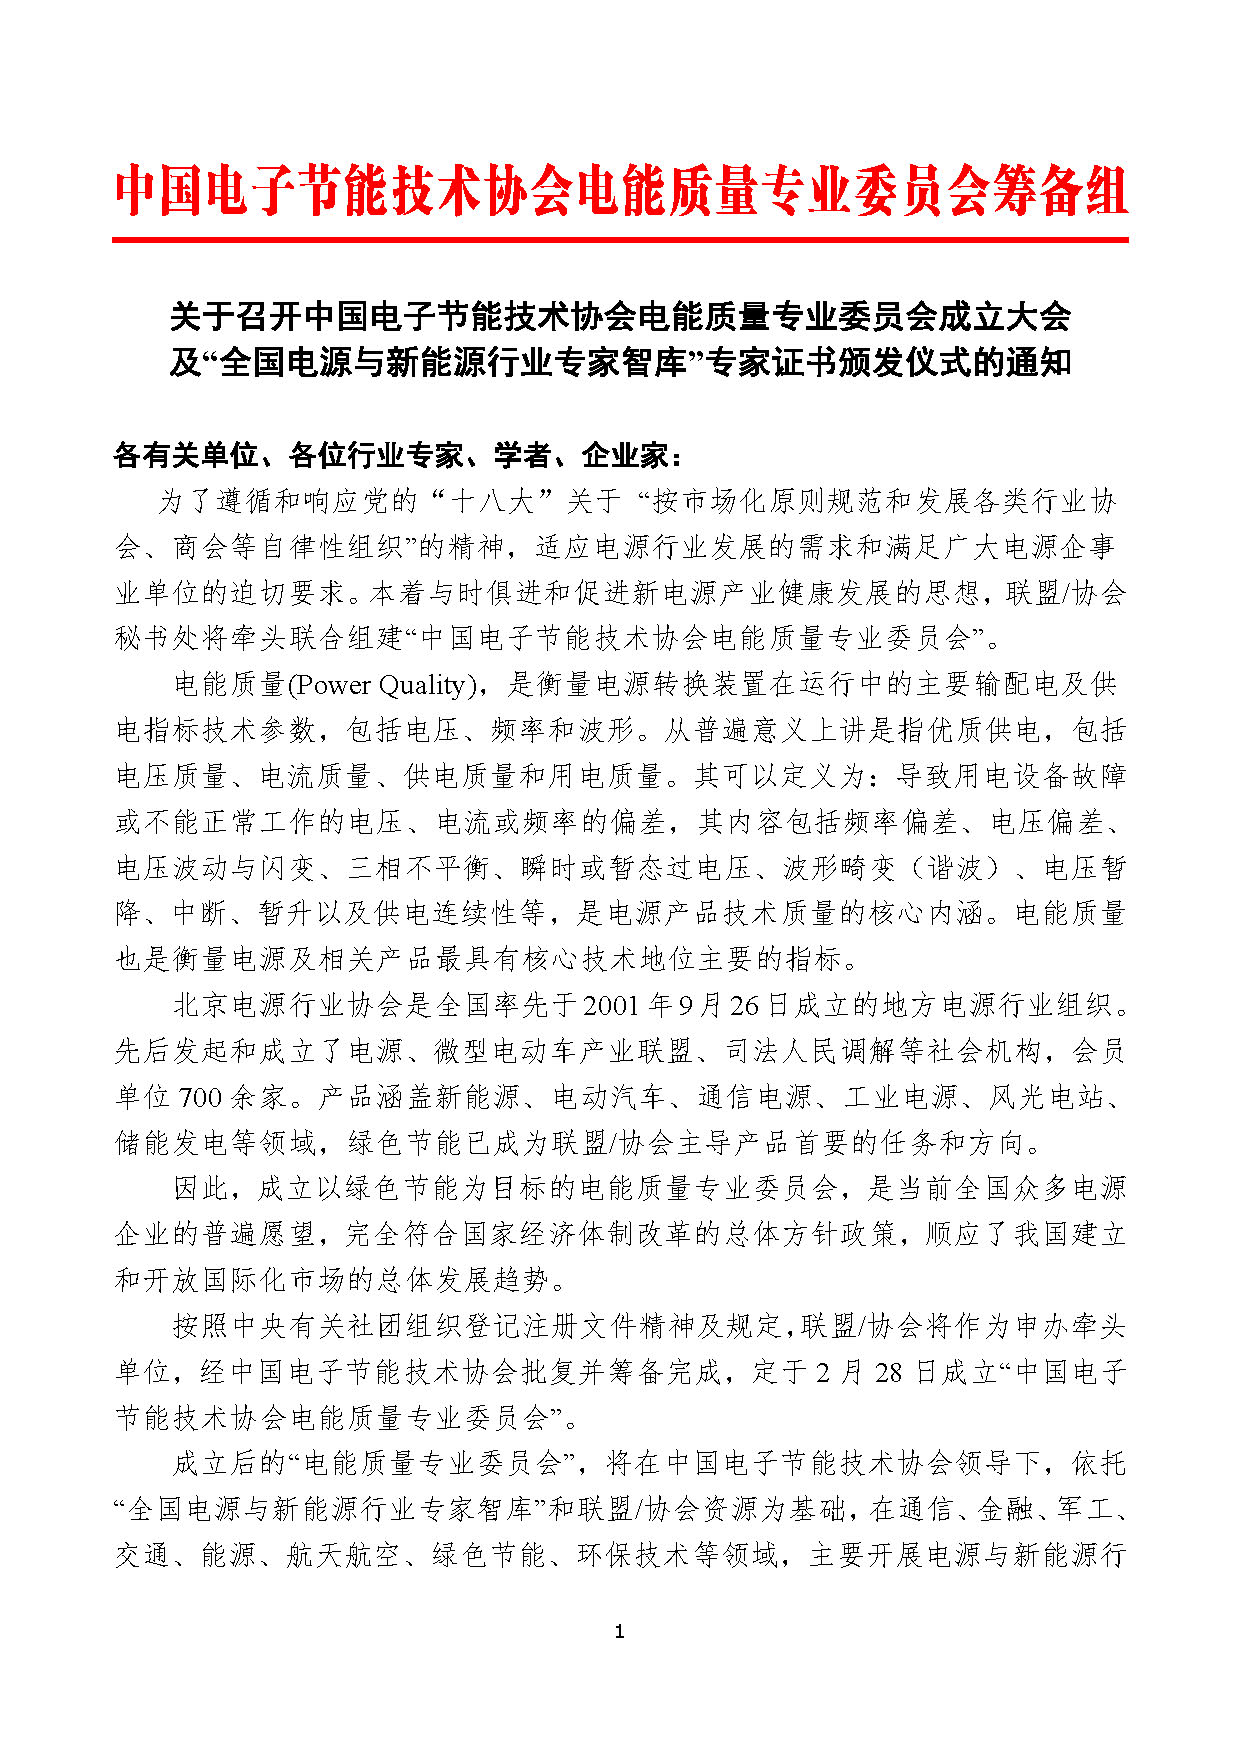 中国电子节能技术协会电能质量专业委员会筹备组
关于召开中国电子节能技术协会电能质量专业委员会成立大会
及“全国电源与新能源行业专家智库”专家证书颁发仪式的通知
各有关单位、各位行业专家、学者、企业家：
为了遵循和响应党的“十八大”关于 “按市场化原则规范和发展各类行业协
会、商会等自律性组织”的精神，适应电源行业发展的需求和满足广大电源企事
业单位的迫切要求。本着与时俱进和促进新电源产业健康发展的思想，联盟/协会
秘书处将牵头联合组建“中国电子节能技术协会电能质量专业委员会”。
电能质量(Power Quality)，是衡量电源转换装置在运行中的主要输配电及供
电指标技术参数，包括电压、频率和波形。从普遍意义上讲是指优质供电，包括
电压质量、电流质量、供电质量和用电质量。其可以定义为：导致用电设备故障
或不能正常工作的电压、电流或频率的偏差，其内容包括频率偏差、电压偏差、
电压波动与闪变、三相不平衡、瞬时或暂态过电压、波形畸变（谐波）、电压暂
降、中断、暂升以及供电连续性等，是电源产品技术质量的核心内涵。电能质量
也是衡量电源及相关产品最具有核心技术地位主要的指标。
北京电源行业协会是全国率先于 2001 年 9 月 26 日成立的地方电源行业组织。
先后发起和成立了电源、微型电动车产业联盟、司法人民调解等社会机构，会员
单位 700 余家。产品涵盖新能源、电动汽车、通信电源、工业电源、风光电站、
储能发电等领域，绿色节能已成为联盟/协会主导产品首要的任务和方向。
因此，成立以绿色节能为目标的电能质量专业委员会，是当前全国众多电源
企业的普遍愿望，完全符合国家经济体制改革的总体方针政策，顺应了我国建立
和开放国际化市场的总体发展趋势。
按照中央有关社团组织登记注册文件精神及规定，联盟/协会将作为申办牵头
单位，经中国电子节能技术协会批复并筹备完成，定于 2 月 28 日成立“中国电子
节能技术协会电能质量专业委员会”。
成立后的“电能质量专业委员会”，将在中国电子节能技术协会领导下，依托
“全国电源与新能源行业专家智库”和联盟/协会资源为基础，在通信、金融、军工、
交通、能源、航天航空、绿色节能、环保技术等领域，主要开展电源与新能源行
1